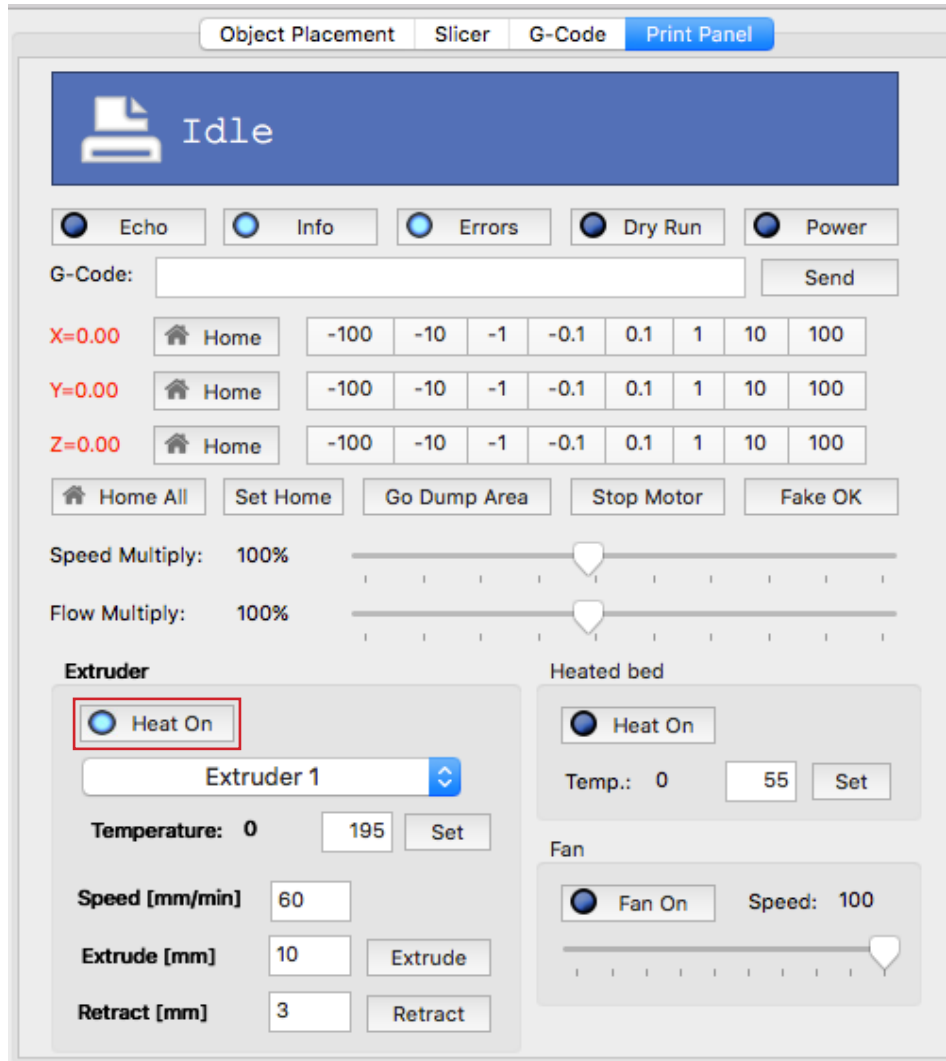 Object Placement Slicer G-Code Print Panel
Idle
Echo Info Errors Dry Run Power
G-Code: Send
X=0.00 Home -100 -10 -1 -0.1 0.1 1 10 100
Y=0.00 Home -100 -10 -1 -0.1 0.1 1 10 100
Z=0.00 Home -100 -10 -1 -0.1 0.1 1 10 100
Home All Set Home Go Dump Area Stop Motor Fake OK
Speed Multiply: 100%
Flow Multiply: 100%
Extruder
Heat On
Extruder 1
Temperature: 0 195 Set
Speed [mm/min] 60
Extrude [mm] 10 Extrude
Retract [mm] 3 Retract
Heated bed
Heat On
Temp.: 0 55 Set
Fan
Fan On Speed: 100